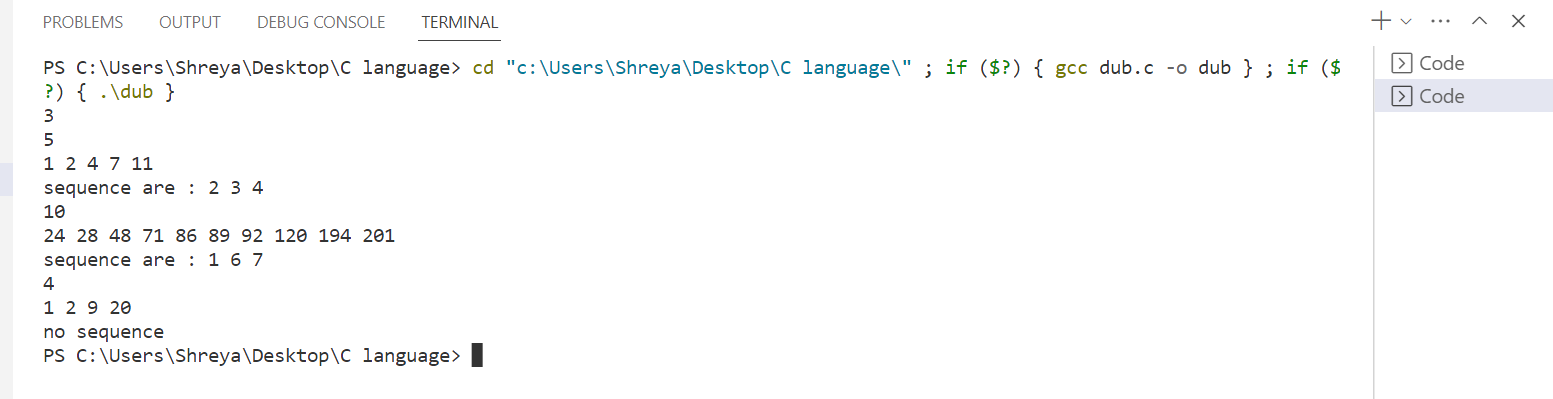 PROBLEMS OUTPUT DEBUG CONSOLE TERMINAL
PS C:\Users\Shreya\Desktop\C language> cd "c:\Users\Shreya\Desktop\C language\" ; if ($?) { gcc dub.c -o dub } ; if ($
?) { .\dub }
3
5
1 2 4 7 11
sequence are : 2 3 4
10
24 28 48 71 86 89 92 120 194 201
sequence are : 1 6 7
4
1 2 9 20
no sequence
PS C:\Users\Shreya\Desktop\C language>
Code
Code